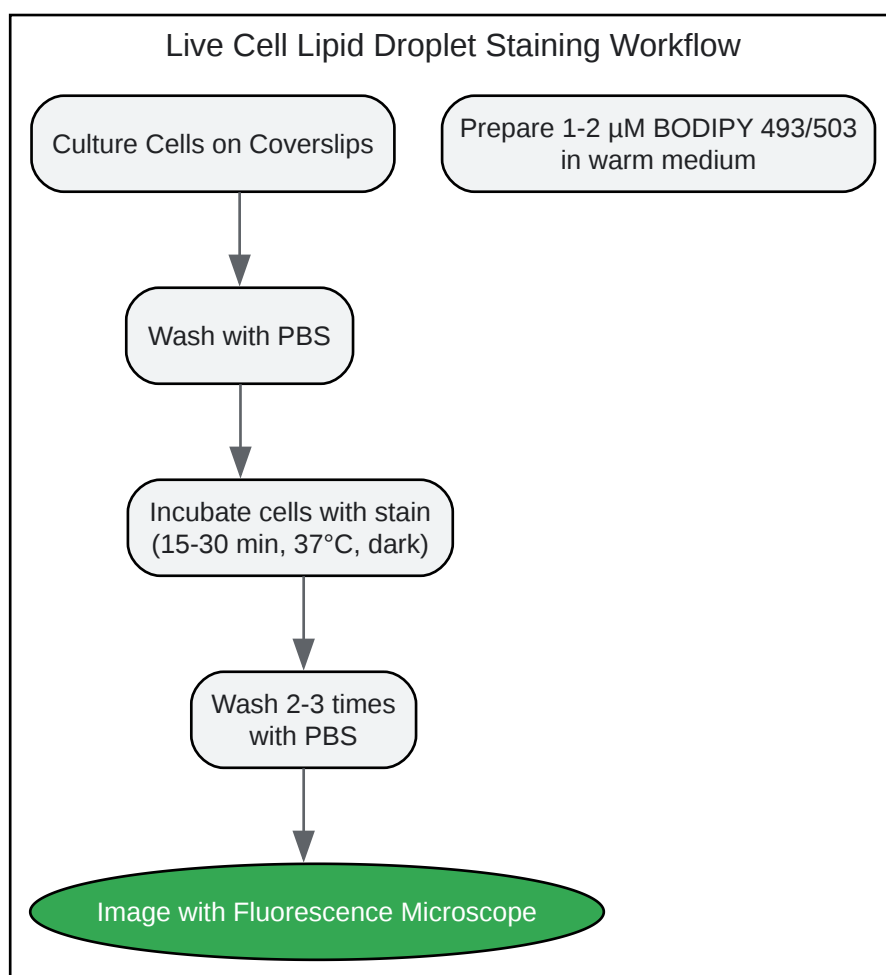 Live Cell Lipid Droplet Staining Workflow
Culture Cells on Coverslips
Prepare 1-2 µM BODIPY 493/503
in warm medium
Wash with PBS
Incubate cells with stain
(15-30 min, 37°C, dark)
Wash 2-3 times
with PBS
Image with Fluorescence Microscope